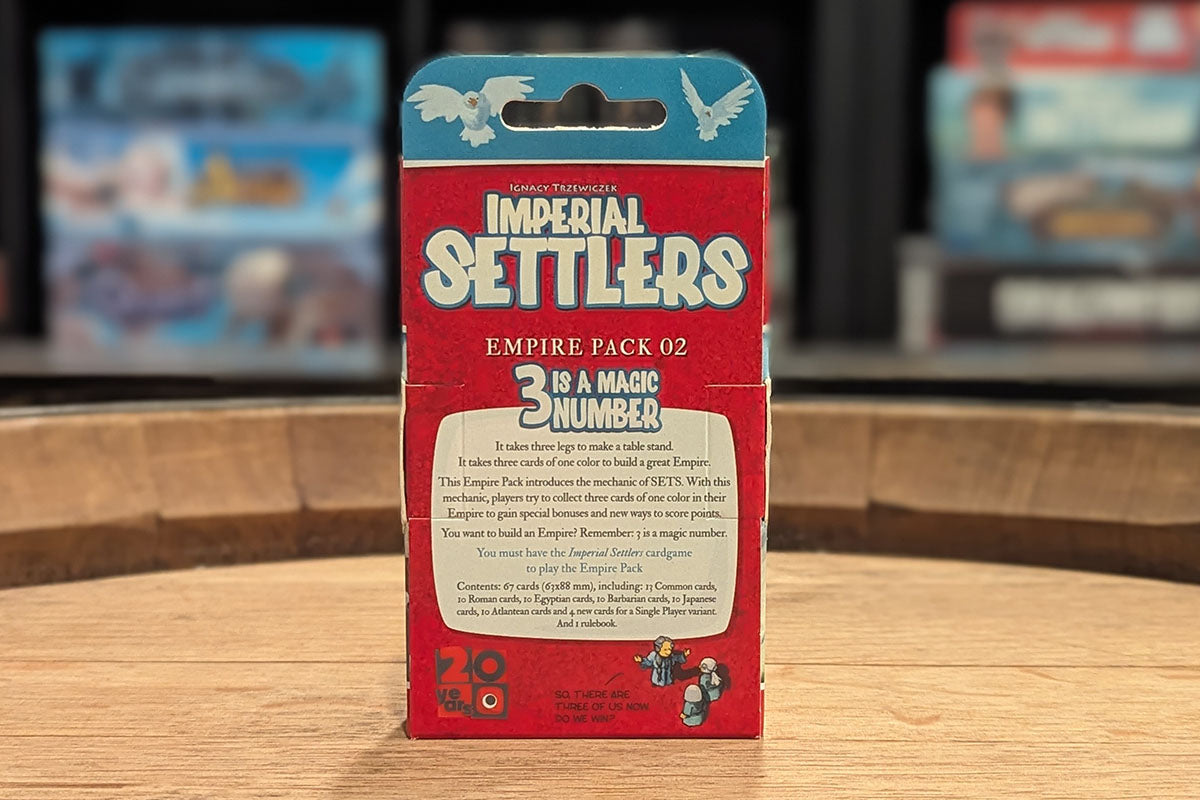 IGNACY TRZEWICZEK
IMPERIAL
SETTLERS
EMPIRE PACK 02
3 IS A MAGIC
NUMBER
It takes three legs to make a table stand.
It takes three cards of one color to build a great Empire.
This Empire Pack introduces the mechanic of SETS. With this
mechanic, players try to collect three cards of one color in their
Empire to gain special bonuses and new ways to score points.
You want to build an Empire? Remember: 3 is a magic number.
You must have the Imperial Settlers cardgame
to play the Empire Pack
Contents: 67 cards (63x88 mm), including: 13 Common cards,
10 Roman cards, 10 Egyptian cards, 10 Barbarian cards, 10 Japanese
cards, 10 Atlantean cards and 4 new cards for a Single Player variant.
And 1 rulebook.
20
years
SO, THERE ARE
THREE OF US NOW.
DO WE WIN?